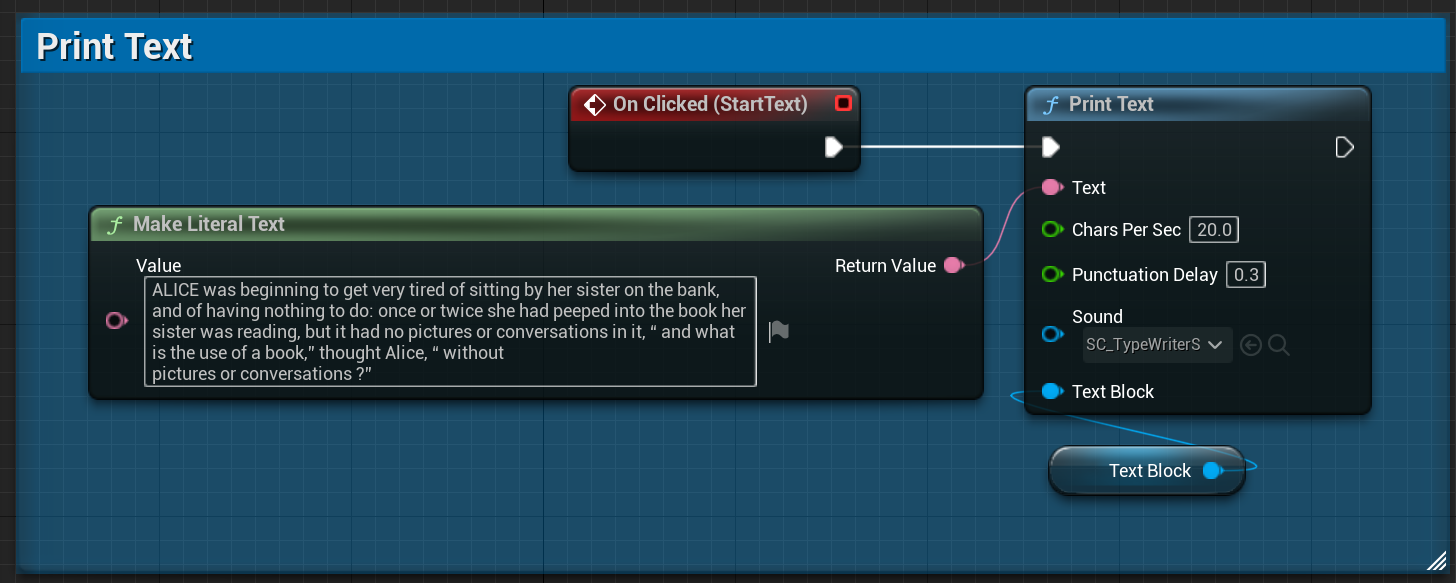 Print Text
On Clicked (StartText)
Print Text
Text
Chars Per Sec 20.0
Punctuation Delay 0.3
Sound
SC_TypeWriterS
Text Block
Make Literal Text
Value
ALICE was beginning to get very tired of sitting by her sister on the bank,
and of having nothing to do: once or twice she had peeped into the book her
sister was reading, but it had no pictures or conversations in it, “ and what
is the use of a book,” thought Alice, “ without
pictures or conversations ?”
Return Value
Text Block